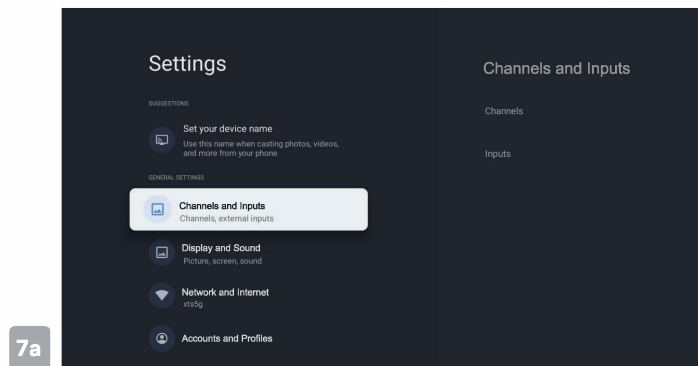 Settings
SUGGESTIONS
Set your device name
Use this name when casting photos, videos,
and more from your phone
GENERAL SETTINGS
Channels and Inputs
Channels, external inputs
Display and Sound
Picture, screen, sound
Network and Internet
xts5g
Accounts and Profiles
Channels and Inputs
Channels
Inputs
7a